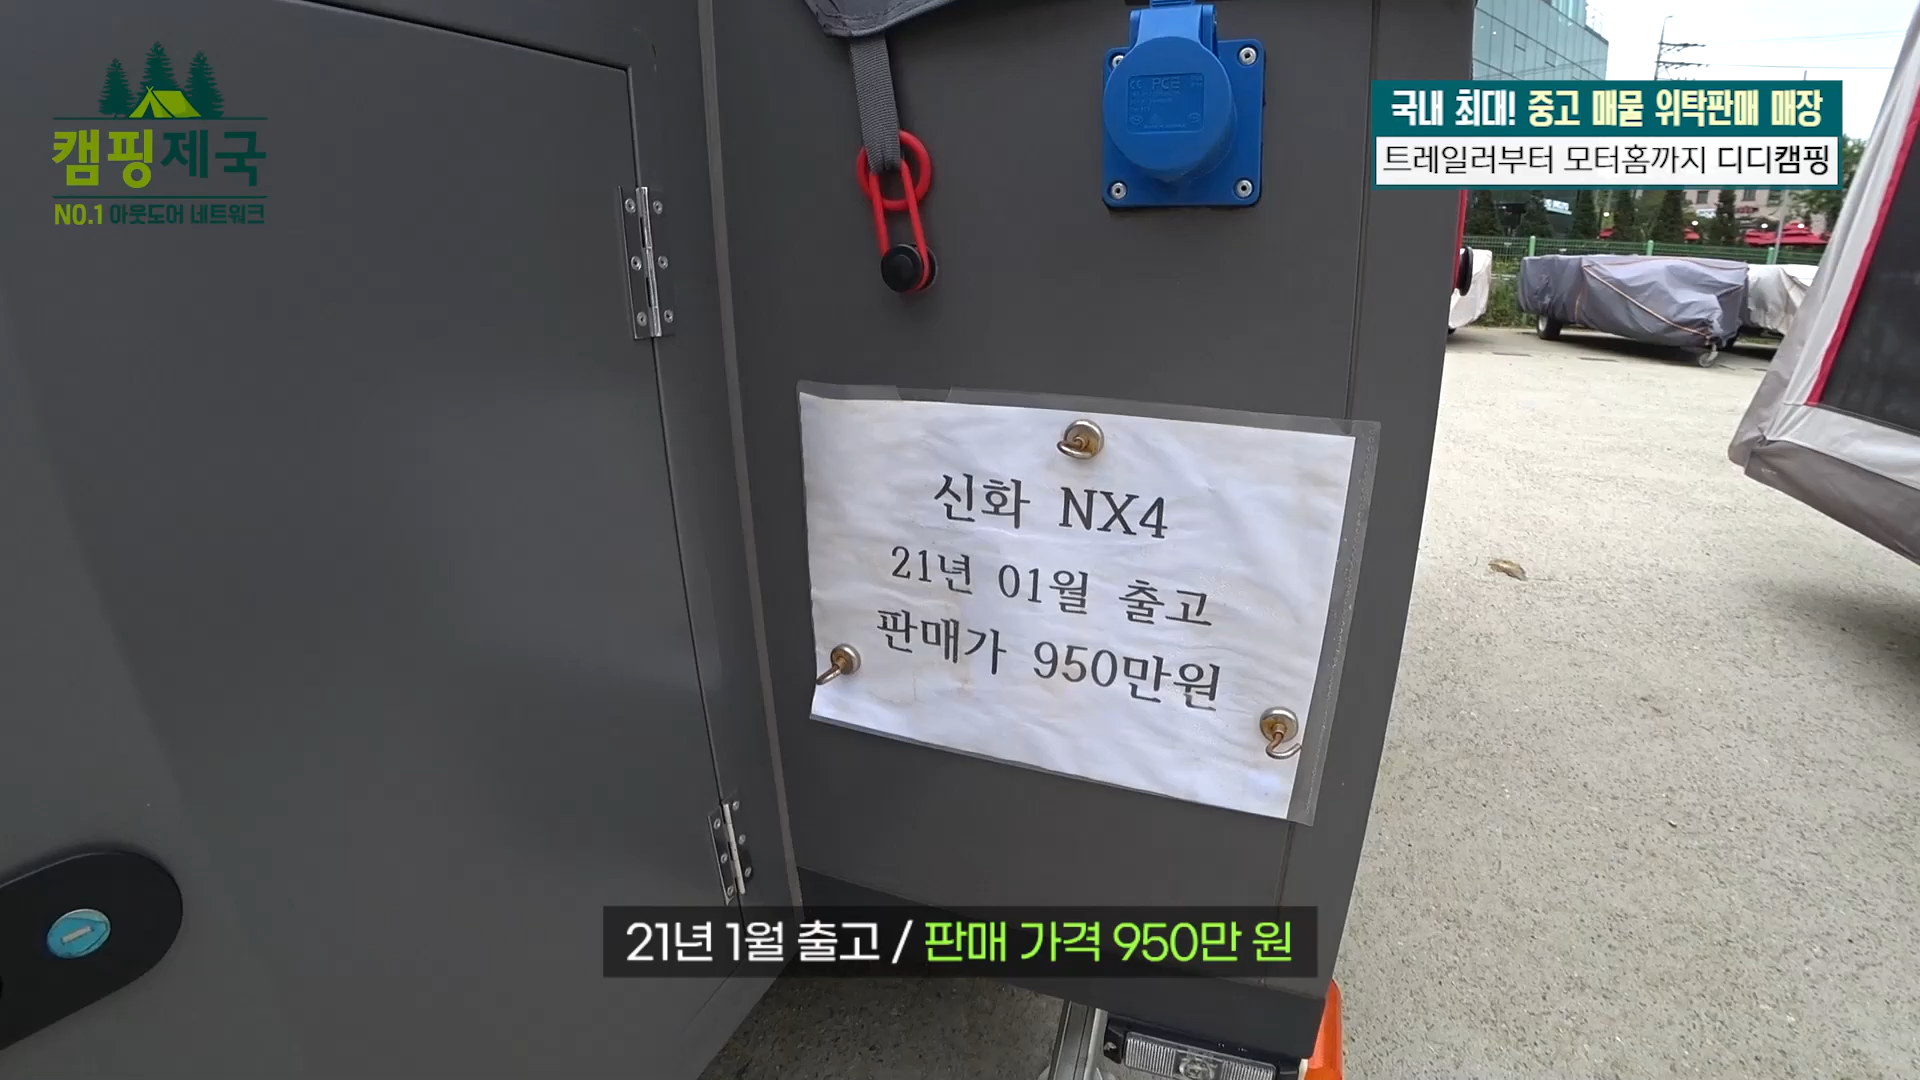 캠핑제국
NO.1 아웃도어 네트워크
국내 최대! 중고 매물 위탁판매 매장
트레일러부터 모터홈까지 디디캠핑
PCE
신화 NX4
21년 01월 출고
판매가 950만원
21년 1월 출고 / 판매 가격 950만 원